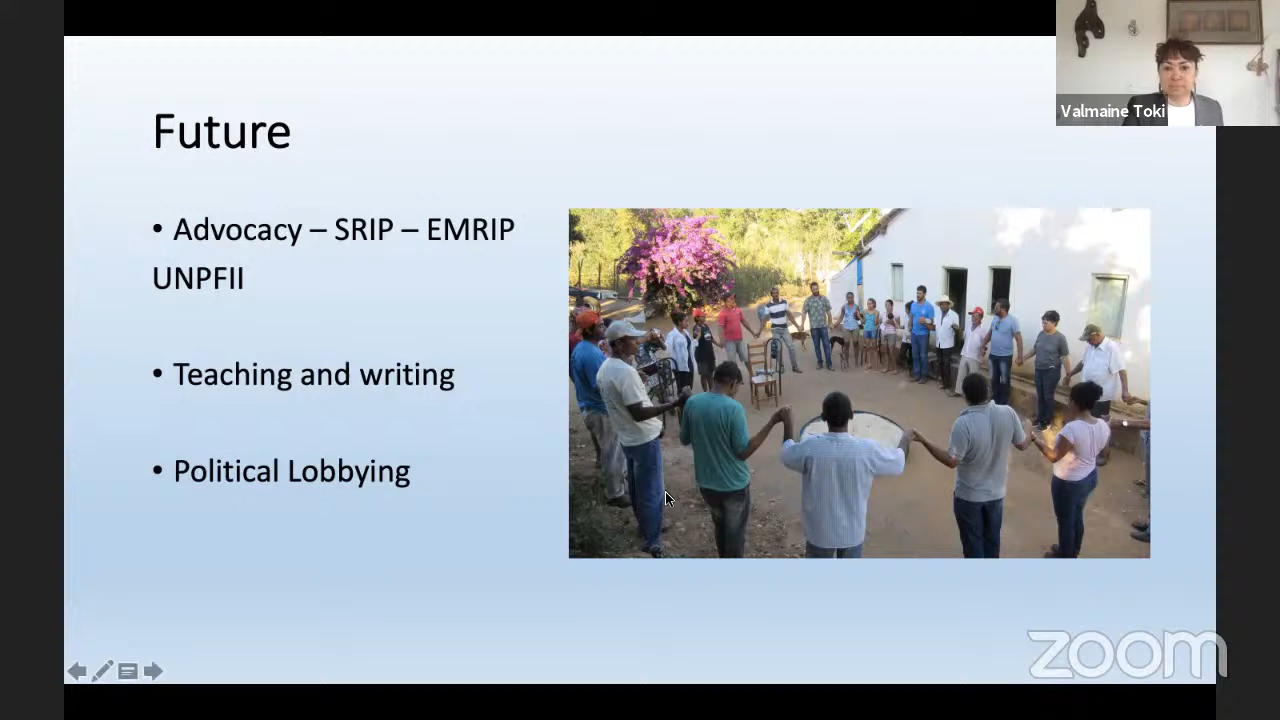 Valmaine Toki
Future
• Advocacy – SRIP – EMRIP
UNPFII
• Teaching and writing
• Political Lobbying
zoom